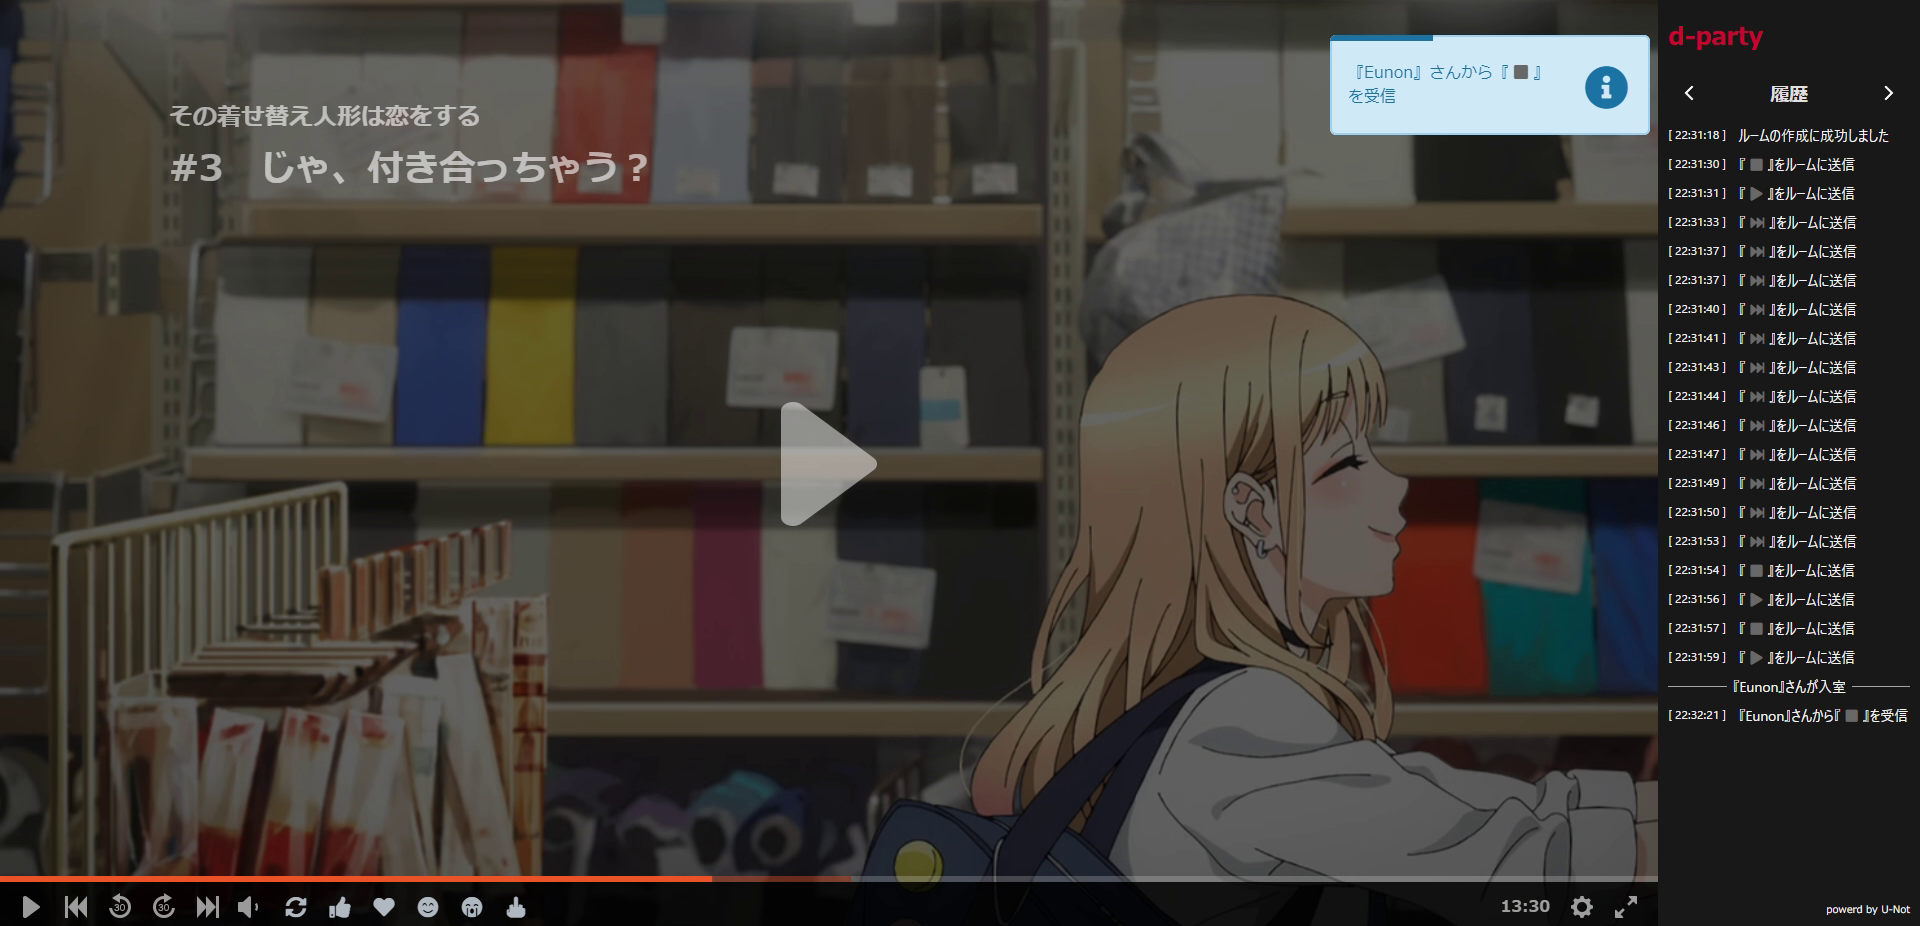 その着せ替え人形は恋をする
#3　じゃ、付き合っちゃう？
『Eunon』さんから『 ■ 』
を受信
d-party
履歴
[ 22:31:18 ] ルームの作成に成功しました
[ 22:31:30 ] 『 ■ 』をルームに送信
[ 22:31:31 ] 『 ▶ 』をルームに送信
[ 22:31:33 ] 『 ⏭ 』をルームに送信
[ 22:31:37 ] 『 ⏭ 』をルームに送信
[ 22:31:37 ] 『 ⏭ 』をルームに送信
[ 22:31:40 ] 『 ⏭ 』をルームに送信
[ 22:31:41 ] 『 ⏭ 』をルームに送信
[ 22:31:43 ] 『 ⏭ 』をルームに送信
[ 22:31:44 ] 『 ⏭ 』をルームに送信
[ 22:31:46 ] 『 ⏭ 』をルームに送信
[ 22:31:47 ] 『 ⏭ 』をルームに送信
[ 22:31:49 ] 『 ⏭ 』をルームに送信
[ 22:31:50 ] 『 ⏭ 』をルームに送信
[ 22:31:53 ] 『 ⏭ 』をルームに送信
[ 22:31:54 ] 『 ■ 』をルームに送信
[ 22:31:56 ] 『 ▶ 』をルームに送信
[ 22:31:57 ] 『 ■ 』をルームに送信
[ 22:31:59 ] 『 ▶ 』をルームに送信
『Eunon』さんが入室
[ 22:32:21 ] 『Eunon』さんから『 ■ 』を受信
30
30
13:30
powerd by U-Not